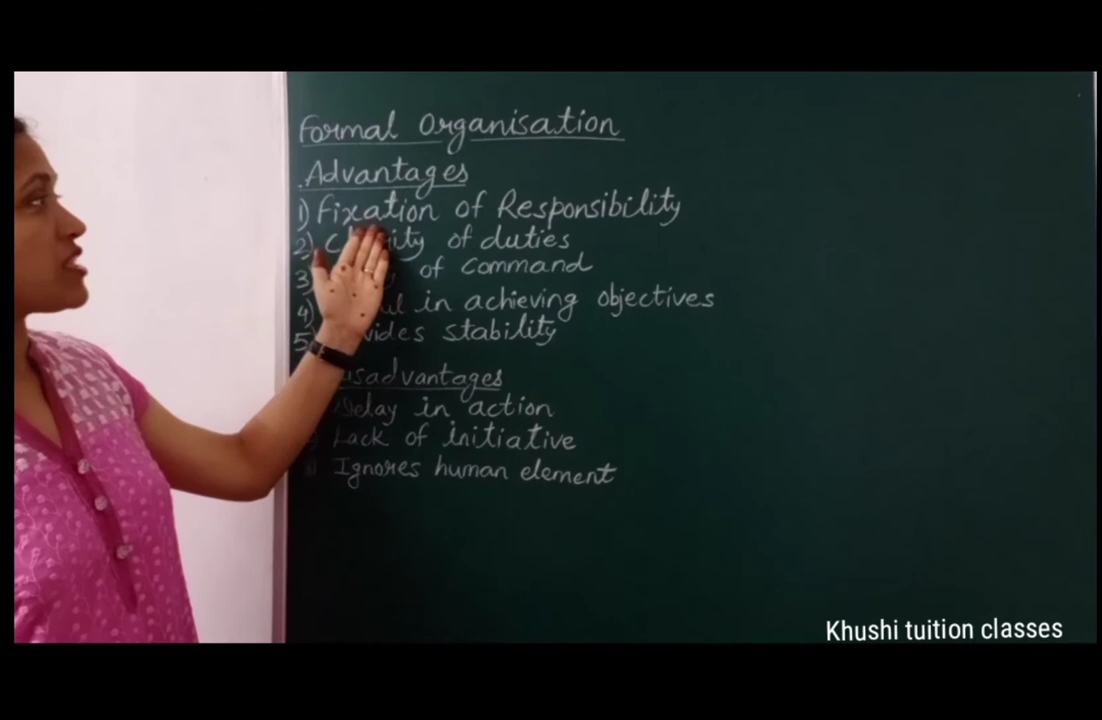 Formal Organisation
Advantages
1) Fixation of Responsibility
2) Clarity of duties
3) of command
4) in achieving objectives
5) stability
Disadvantages
Delay in action
Lack of initiative
Ignores human element
Khushi tuition classes